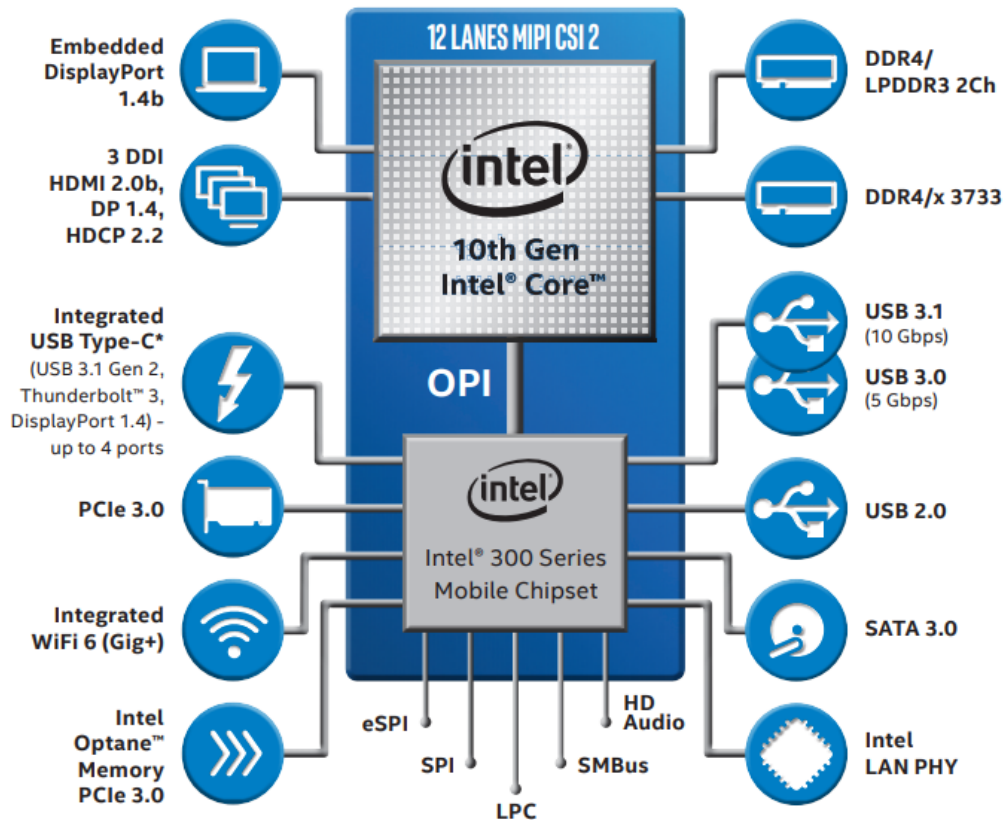 12 LANES MIPI CSI 2
Embedded
DisplayPort
1.4b
3 DDI
HDMI 2.0b,
DP 1.4,
HDCP 2.2
Integrated
USB Type-C*
(USB 3.1 Gen 2,
Thunderbolt™ 3,
DisplayPort 1.4) -
up to 4 ports
PCIe 3.0
Integrated
WiFi 6 (Gig+)
Intel
Optane™
Memory
PCIe 3.0
intel®
10th Gen
Intel® Core™
OPI
intel
Intel® 300 Series
Mobile Chipset
eSPI
SPI
LPC
SMBus
HD
Audio
DDR4/
LPDDR3 2Ch
DDR4/x 3733
USB 3.1
(10 Gbps)
USB 3.0
(5 Gbps)
USB 2.0
SATA 3.0
Intel
LAN PHY